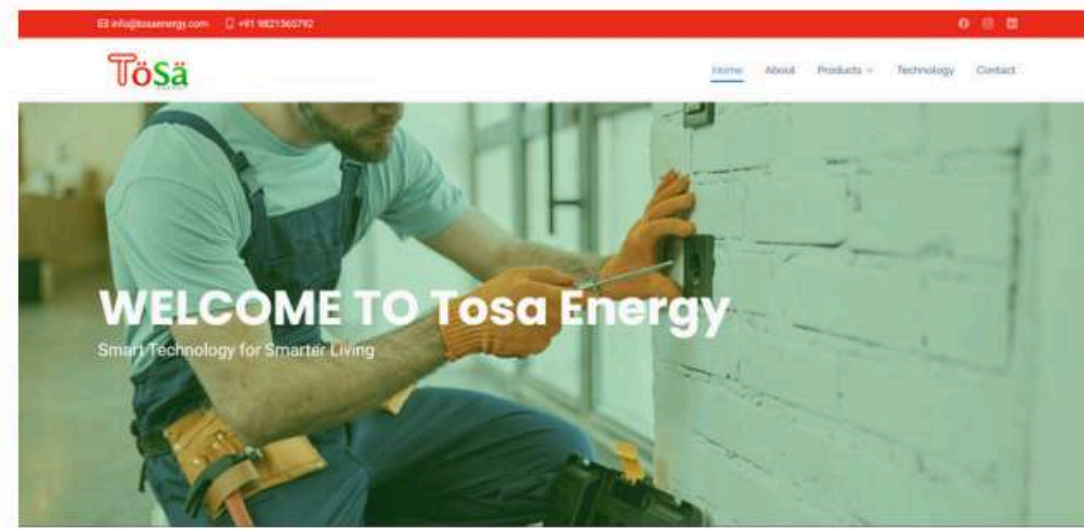 info@tosaenergy.com +91 9821565792
TöSä
Home About Products Technology Contact
WELCOME TO Tosa Energy
Smart Technology for Smarter Living